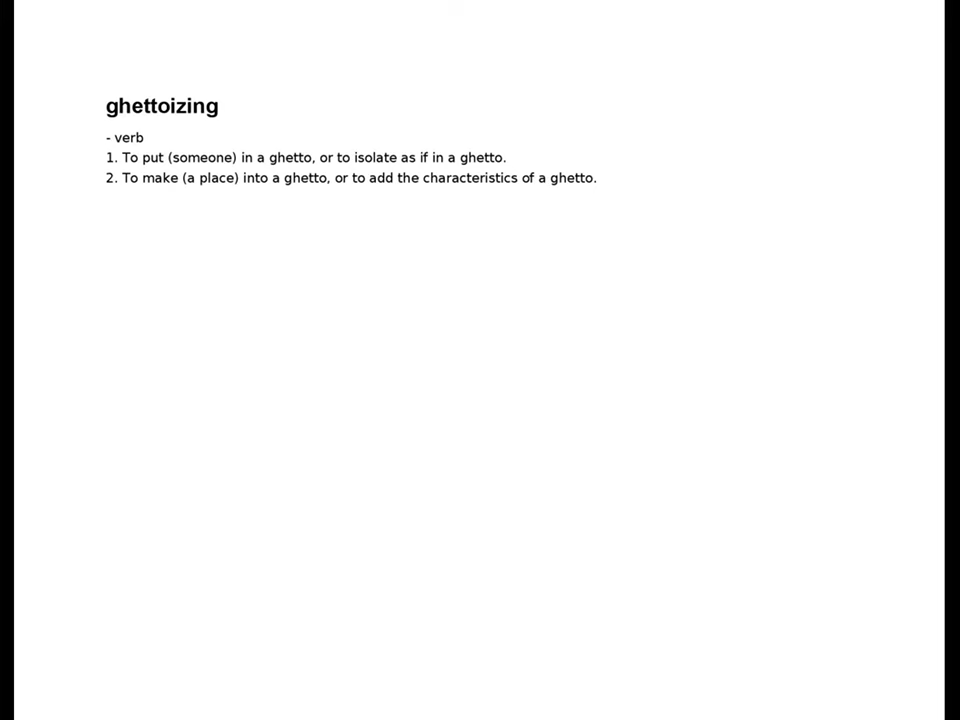 ghettoizing
- verb
1. To put (someone) in a ghetto, or to isolate as if in a ghetto.
2. To make (a place) into a ghetto, or to add the characteristics of a ghetto.